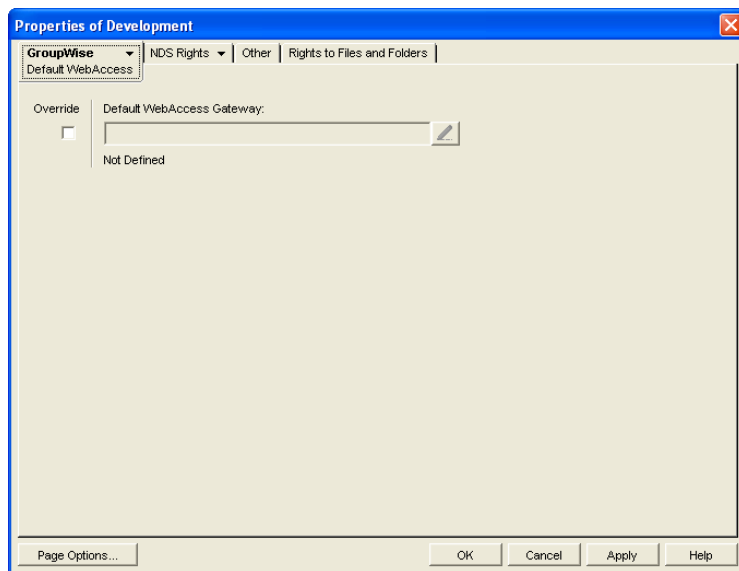 Properties of Development
GroupWise NDS Rights Other Rights to Files and Folders
Default WebAccess
Override Default WebAccess Gateway:
Not Defined
Page Options... OK Cancel Apply Help